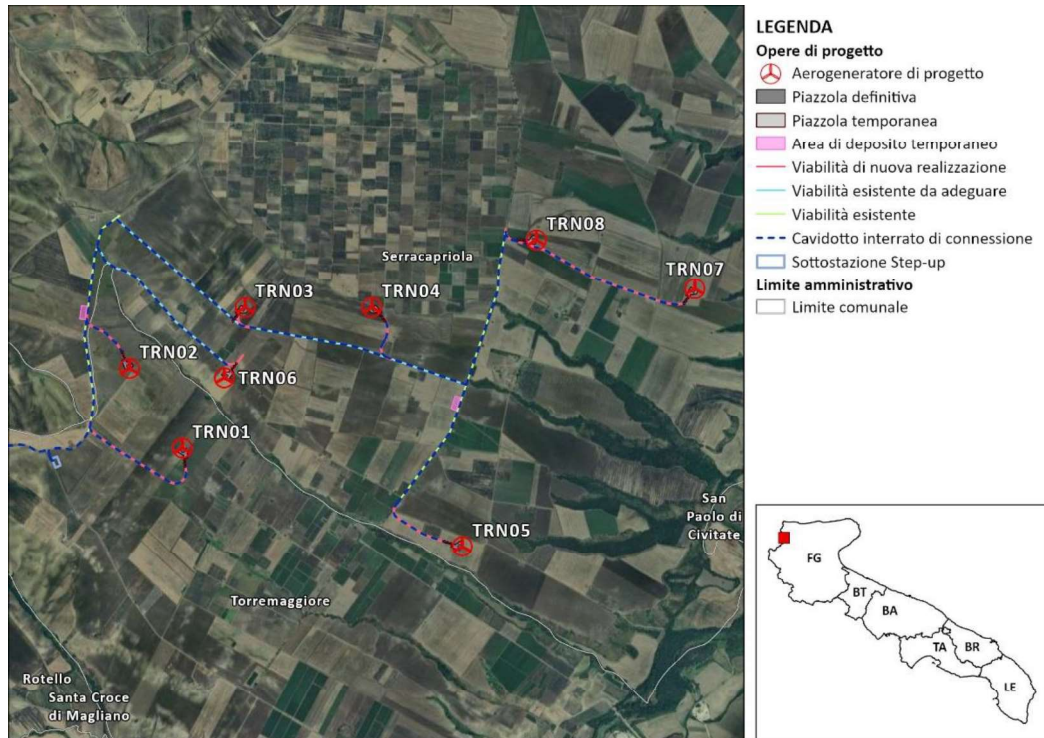 TRN08
Serracapriola
TRN07
TRN03
TRN04
TRN02
TRN06
TRN01
San
Paolo di
Civitate
TRN05
Torremaggiore
Rotello
Santa Croce
di Magliano
LEGENDA
Opere di progetto
Aerogeneratore di progetto
Piazzola definitiva
Piazzola temporanea
Area di deposito temporaneo
Viabilità di nuova realizzazione
Viabilità esistente da adeguare
Viabilità esistente
Cavidotto interrato di connessione
Sottostazione Step-up
Limite amministrativo
Limite comunale
FG
BT
BA
TA
BR
LE